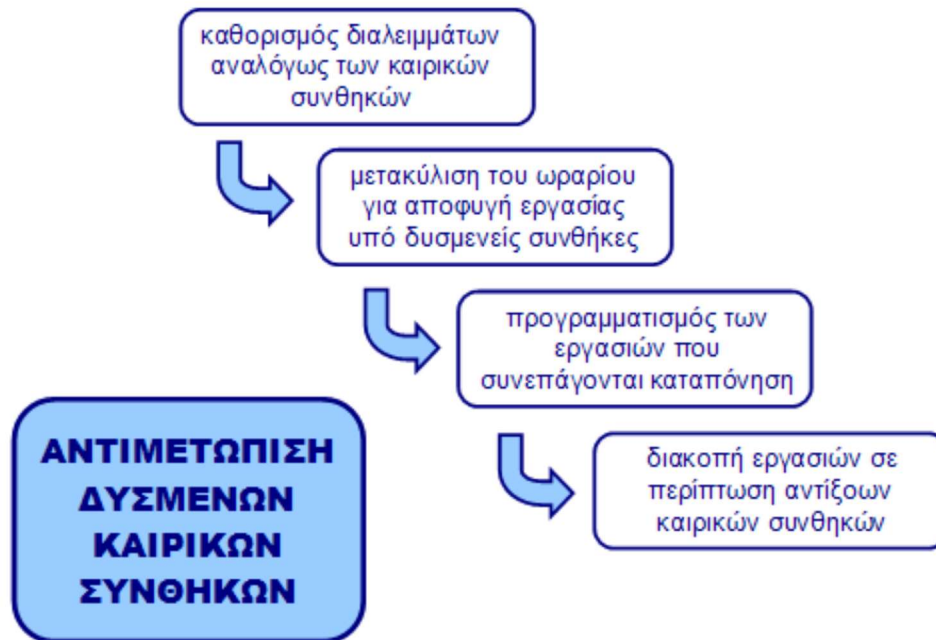 καθορισμός διαλειμμάτων
αναλόγως των καιρικών
συνθηκών
μετακύλιση του ωραρίου
για αποφυγή εργασίας
υπό δυσμενείς συνθήκες
προγραμματισμός των
εργασιών που
συνεπάγονται καταπόνηση
διακοπή εργασιών σε
περίπτωση αντίξοων
καιρικών συνθηκών
ΑΝΤΙΜΕΤΩΠΙΣΗ
ΔΥΣΜΕΝΩΝ
ΚΑΙΡΙΚΩΝ
ΣΥΝΘΗΚΩΝ